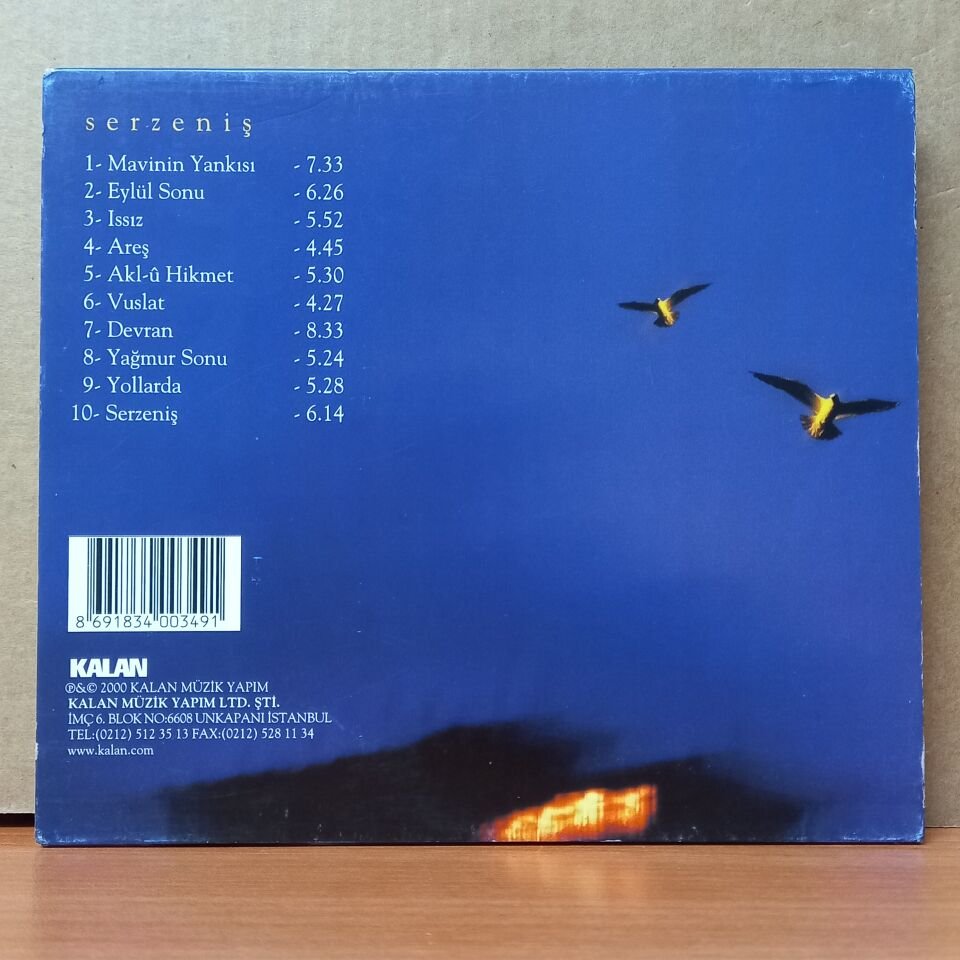 serzeniş
1- Mavinin Yankısı - 7.33
2- Eylül Sonu - 6.26
3- Issız - 5.52
4- Areş - 4.45
5- Akl-û Hikmet - 5.30
6- Vuslat - 4.27
7- Devran - 8.33
8- Yağmur Sonu - 5.24
9- Yollarda - 5.28
10- Serzeniş - 6.14
8 691834 003491
KALAN
℗&© 2000 KALAN MÜZİK YAPIM
KALAN MÜZİK YAPIM LTD. ŞTİ.
İMÇ 6. BLOK NO:6608 UNKAPANI İSTANBUL
TEL:(0212) 512 35 13 FAX:(0212) 528 11 34
www.kalan.com